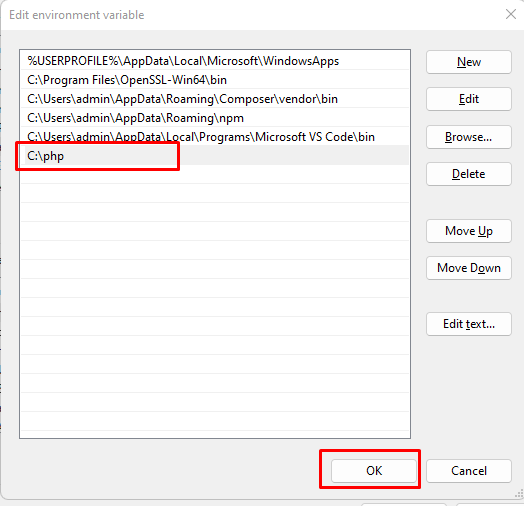 Edit environment variable
%USERPROFILE%\AppData\Local\Microsoft\WindowsApps
C:\Program Files\OpenSSL-Win64\bin
C:\Users\admin\AppData\Roaming\Composer\vendor\bin
C:\Users\admin\AppData\Roaming\npm
C:\Users\admin\AppData\Local\Programs\Microsoft VS Code\bin
C:\php
New
Edit
Browse...
Delete
Move Up
Move Down
Edit text...
OK
Cancel